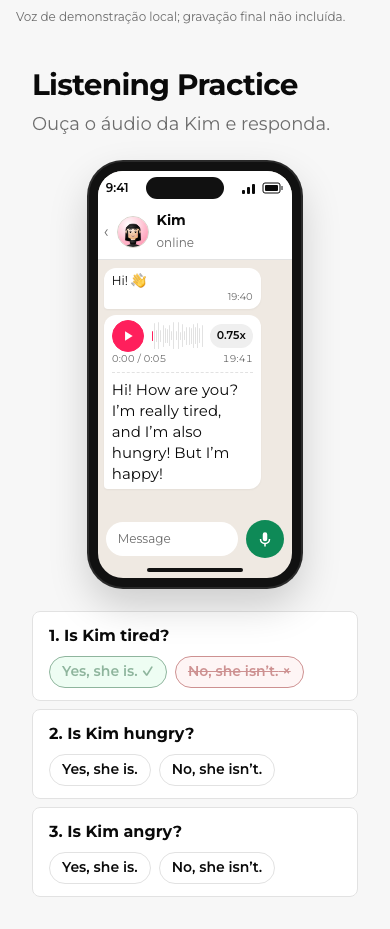 Voz de demonstração local; gravação final não incluída.
Listening Practice
Ouça o áudio da Kim e responda.
9:41
‹ Kim
online
Hi! 👋
19:40
0.75x
0:00 / 0:05 19:41
Hi! How are you?
I’m really tired,
and I’m also
hungry! But I’m
happy!
Message
1. Is Kim tired?
Yes, she is. ✓ No, she isn’t. ×
2. Is Kim hungry?
Yes, she is. No, she isn’t.
3. Is Kim angry?
Yes, she is. No, she isn’t.